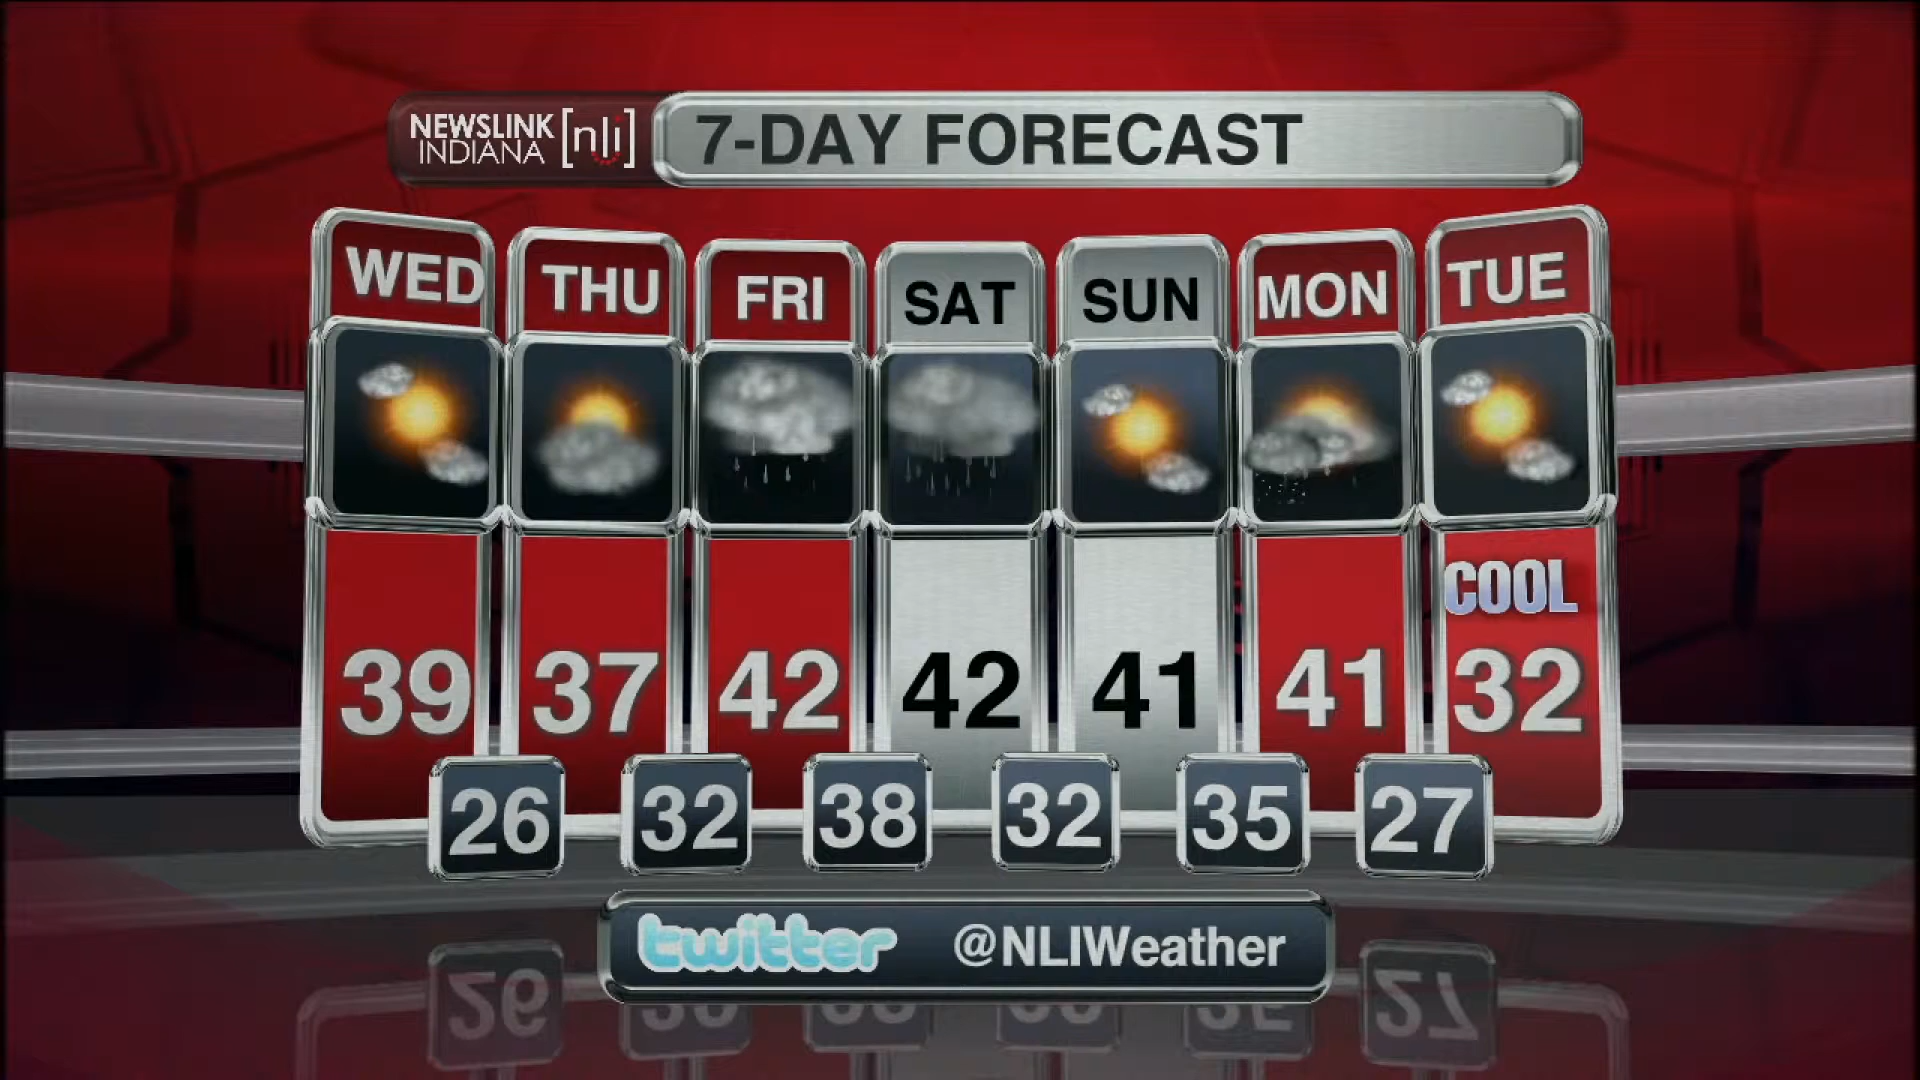 NEWSLINK
INDIANA
[nli]
7-DAY FORECAST
WED THU FRI SAT SUN MON TUE
COOL
39 37 42 42 41 41 32
26 32 38 32 35 27
twitter @NLIWeather